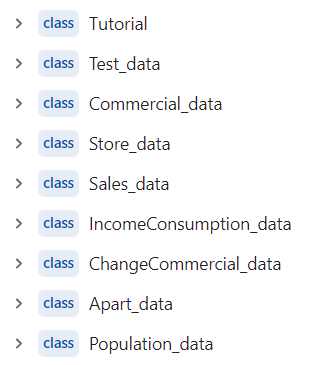 class Tutorial
class Test_data
class Commercial_data
class Store_data
class Sales_data
class IncomeConsumption_data
class ChangeCommercial_data
class Apart_data
class Population_data